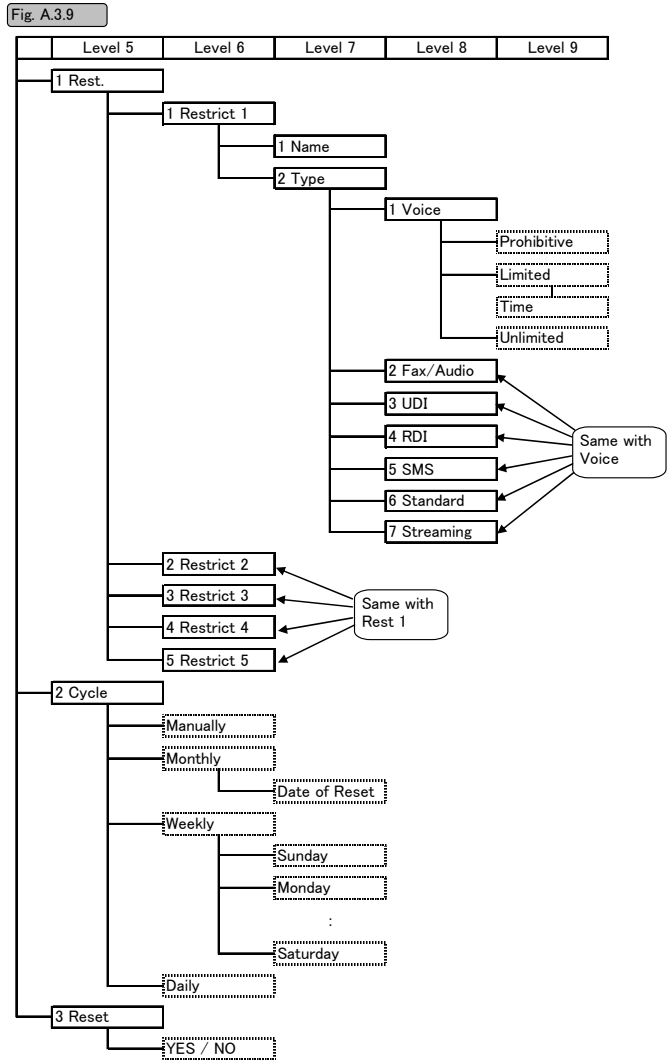 Fig. A.3.9
Level 5 Level 6 Level 7 Level 8 Level 9
1 Rest.
1 Restrict 1
1 Name
2 Type
1 Voice
Prohibitive
Limited
Time
Unlimited
2 Fax/Audio
3 UDI
4 RDI
5 SMS
6 Standard
7 Streaming
Same with
Voice
2 Restrict 2
3 Restrict 3
4 Restrict 4
5 Restrict 5
Same with
Rest 1
2 Cycle
Manually
Monthly
Date of Reset
Weekly
Sunday
Monday
:
Saturday
Daily
3 Reset
YES / NO